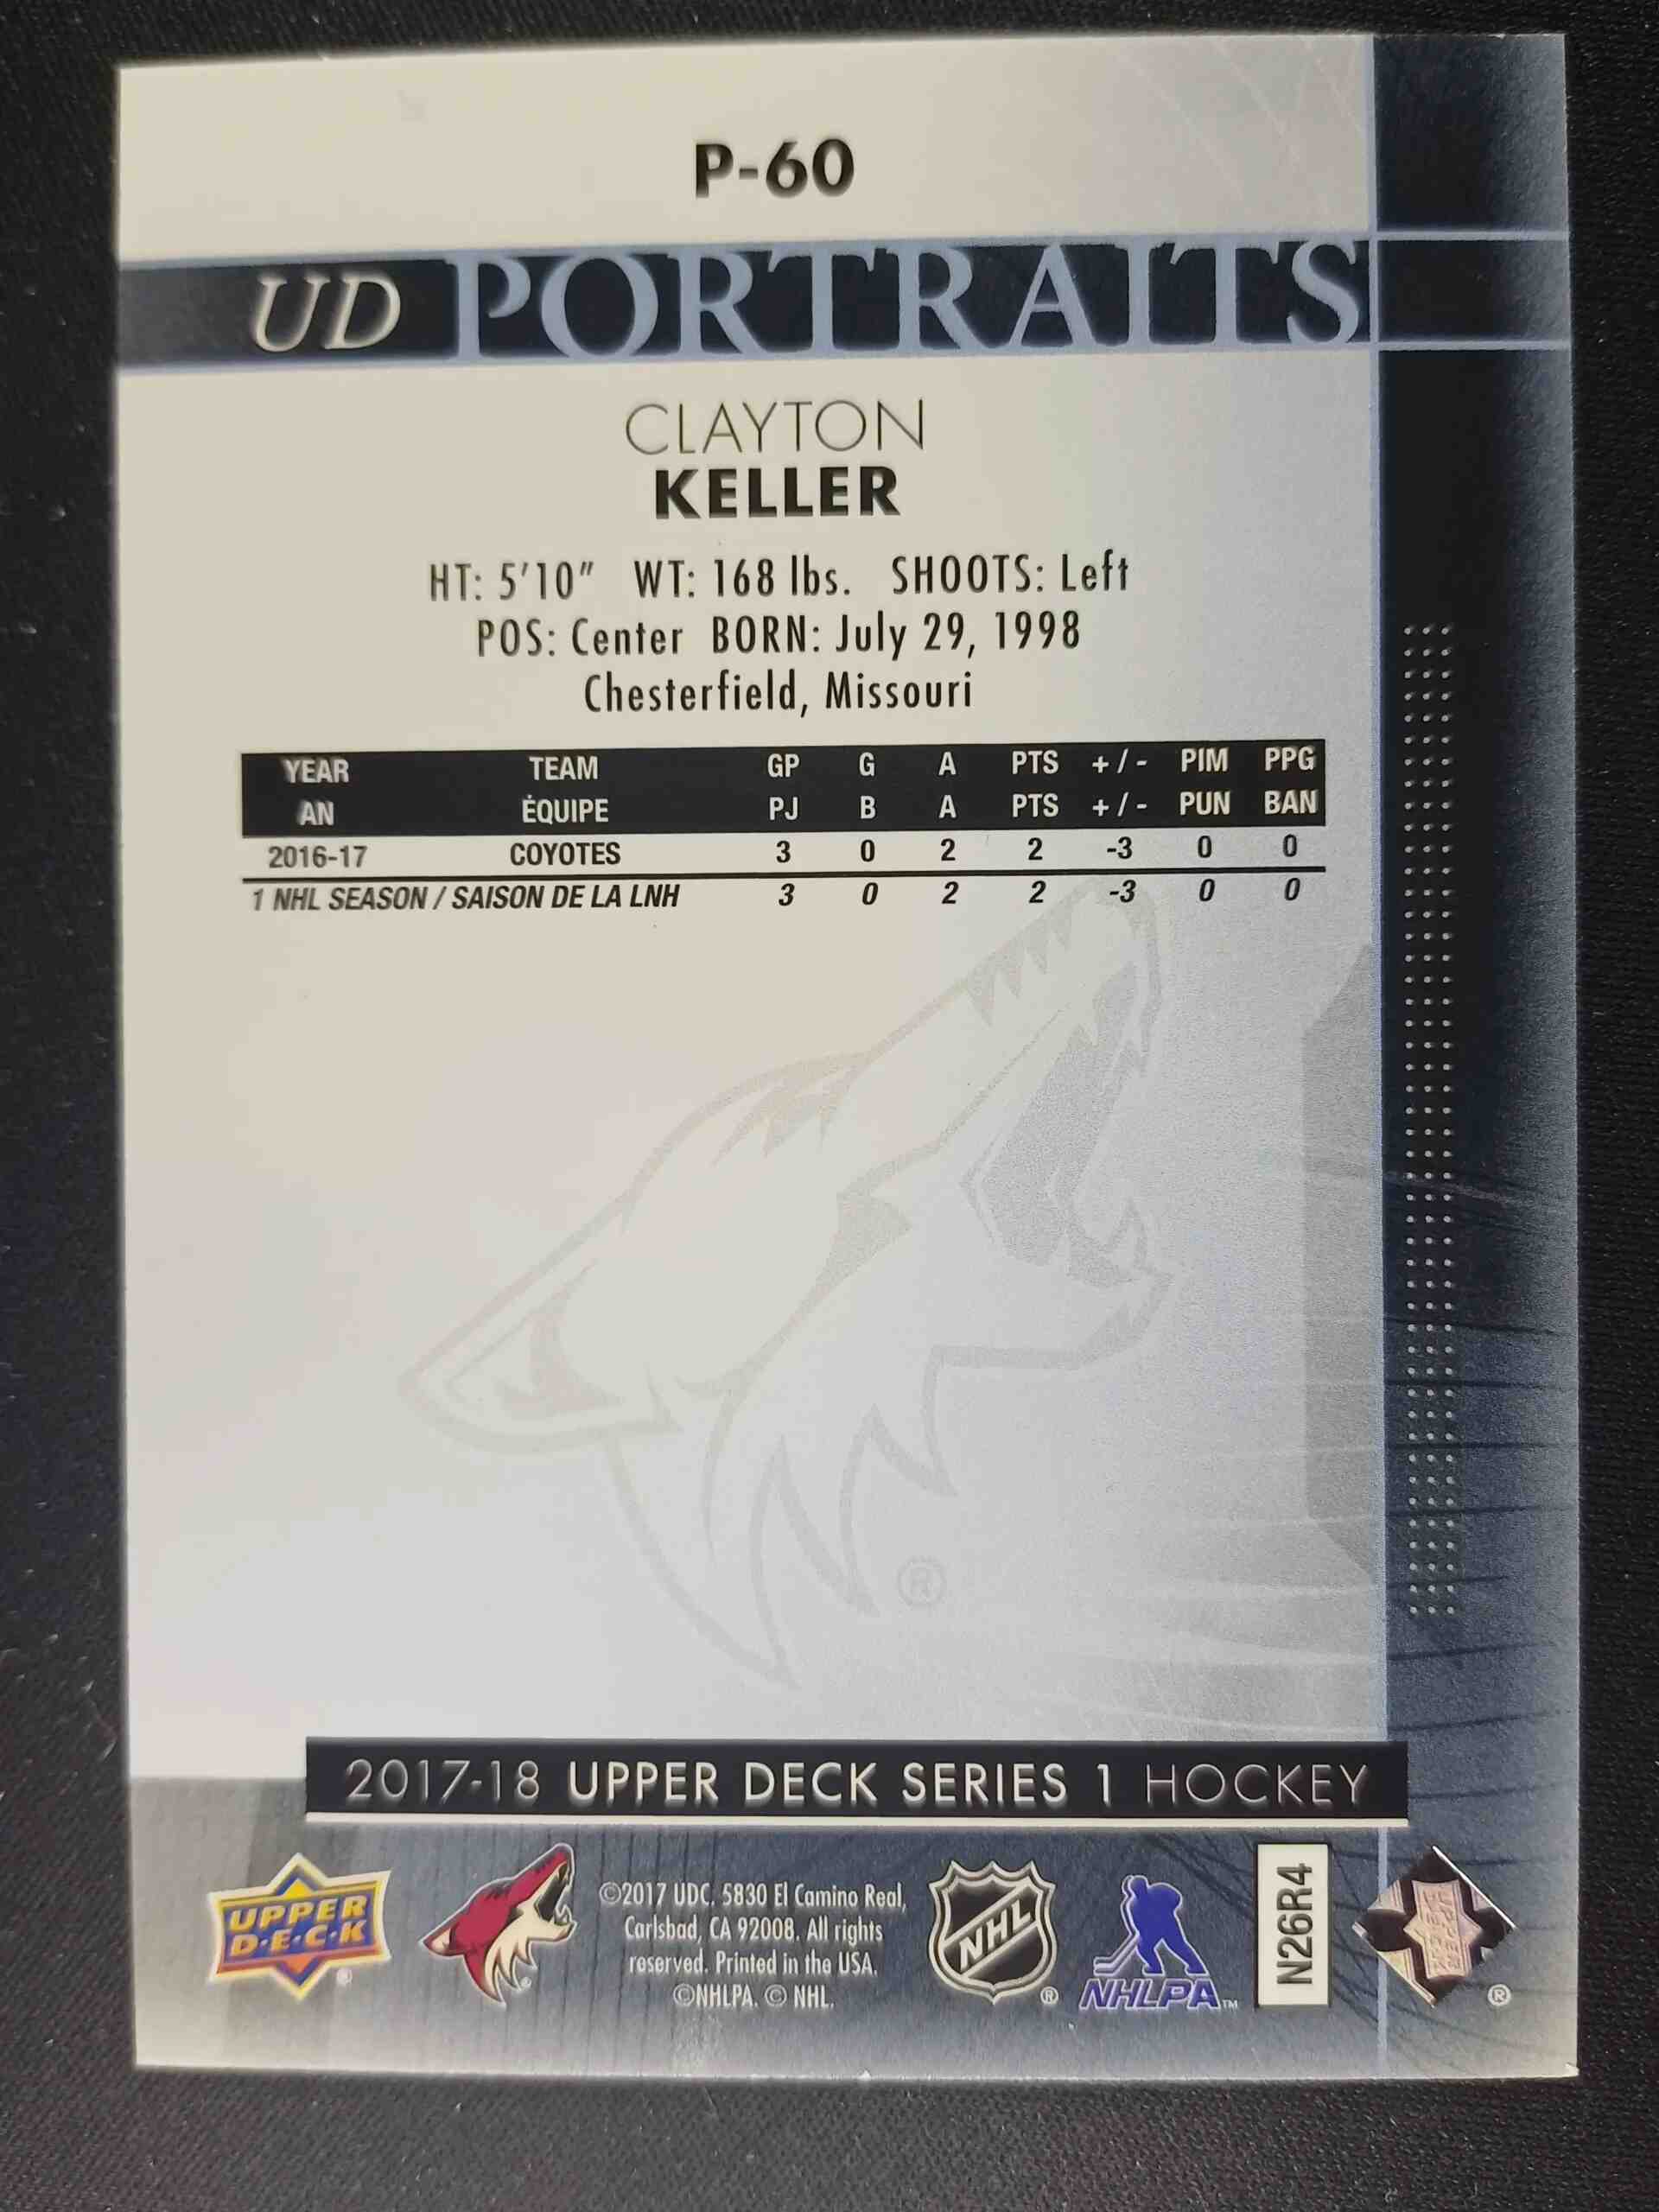 P-60
UD PORTRAITS
CLAYTON
KELLER
HT: 5'10" WT: 168 lbs. SHOOTS: Left
POS: Center BORN: July 29, 1998
Chesterfield, Missouri
YEAR TEAM GP G A PTS +/- PIM PPG
AN ÉQUIPE PJ B A PTS +/- PUN BAN
2016-17 COYOTES 3 0 2 2 -3 0 0
1 NHL SEASON / SAISON DE LA LNH 3 0 2 2 -3 0 0
®
2017-18 UPPER DECK SERIES 1 HOCKEY
UPPER
D·E·C·K
®
©2017 UDC. 5830 El Camino Real,
Carlsbad, CA 92008. All rights
reserved. Printed in the USA.
©NHLPA. © NHL.
NHL
®
NHLPA™
N26R4
®